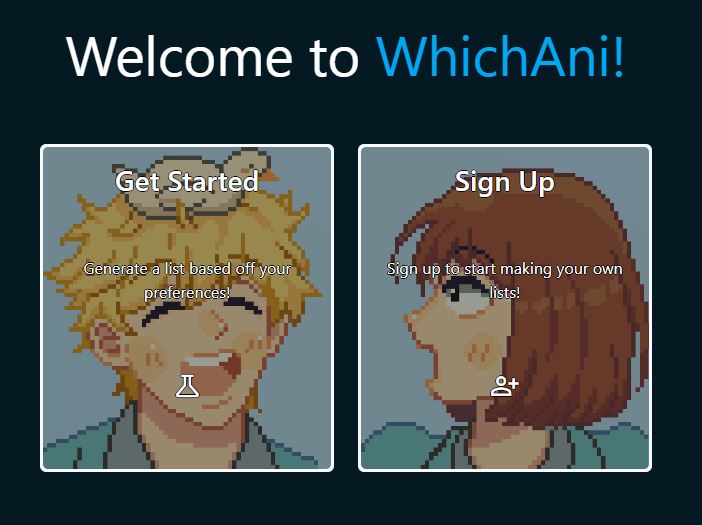 Welcome to WhichAni!
Get Started
Generate a list based off your
preferences!
Sign Up
Sign up to start making your own
lists!